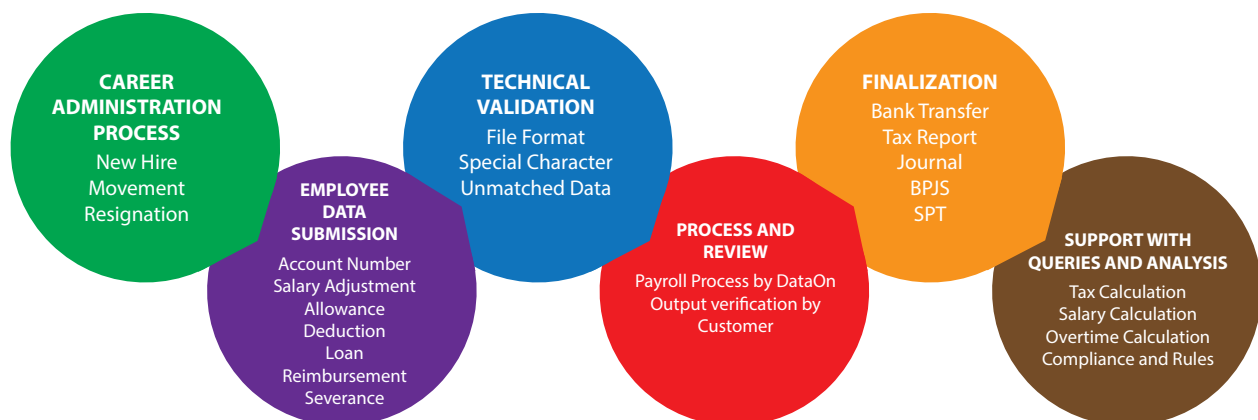 CAREER
ADMINISTRATION
PROCESS
New Hire
Movement
Resignation
EMPLOYEE
DATA
SUBMISSION
Account Number
Salary Adjustment
Allowance
Deduction
Loan
Reimbursement
Severance
TECHNICAL
VALIDATION
File Format
Special Character
Unmatched Data
PROCESS AND
REVIEW
Payroll Process by DataOn
Output verification by
Customer
FINALIZATION
Bank Transfer
Tax Report
Journal
BPJS
SPT
SUPPORT WITH
QUERIES AND ANALYSIS
Tax Calculation
Salary Calculation
Overtime Calculation
Compliance and Rules